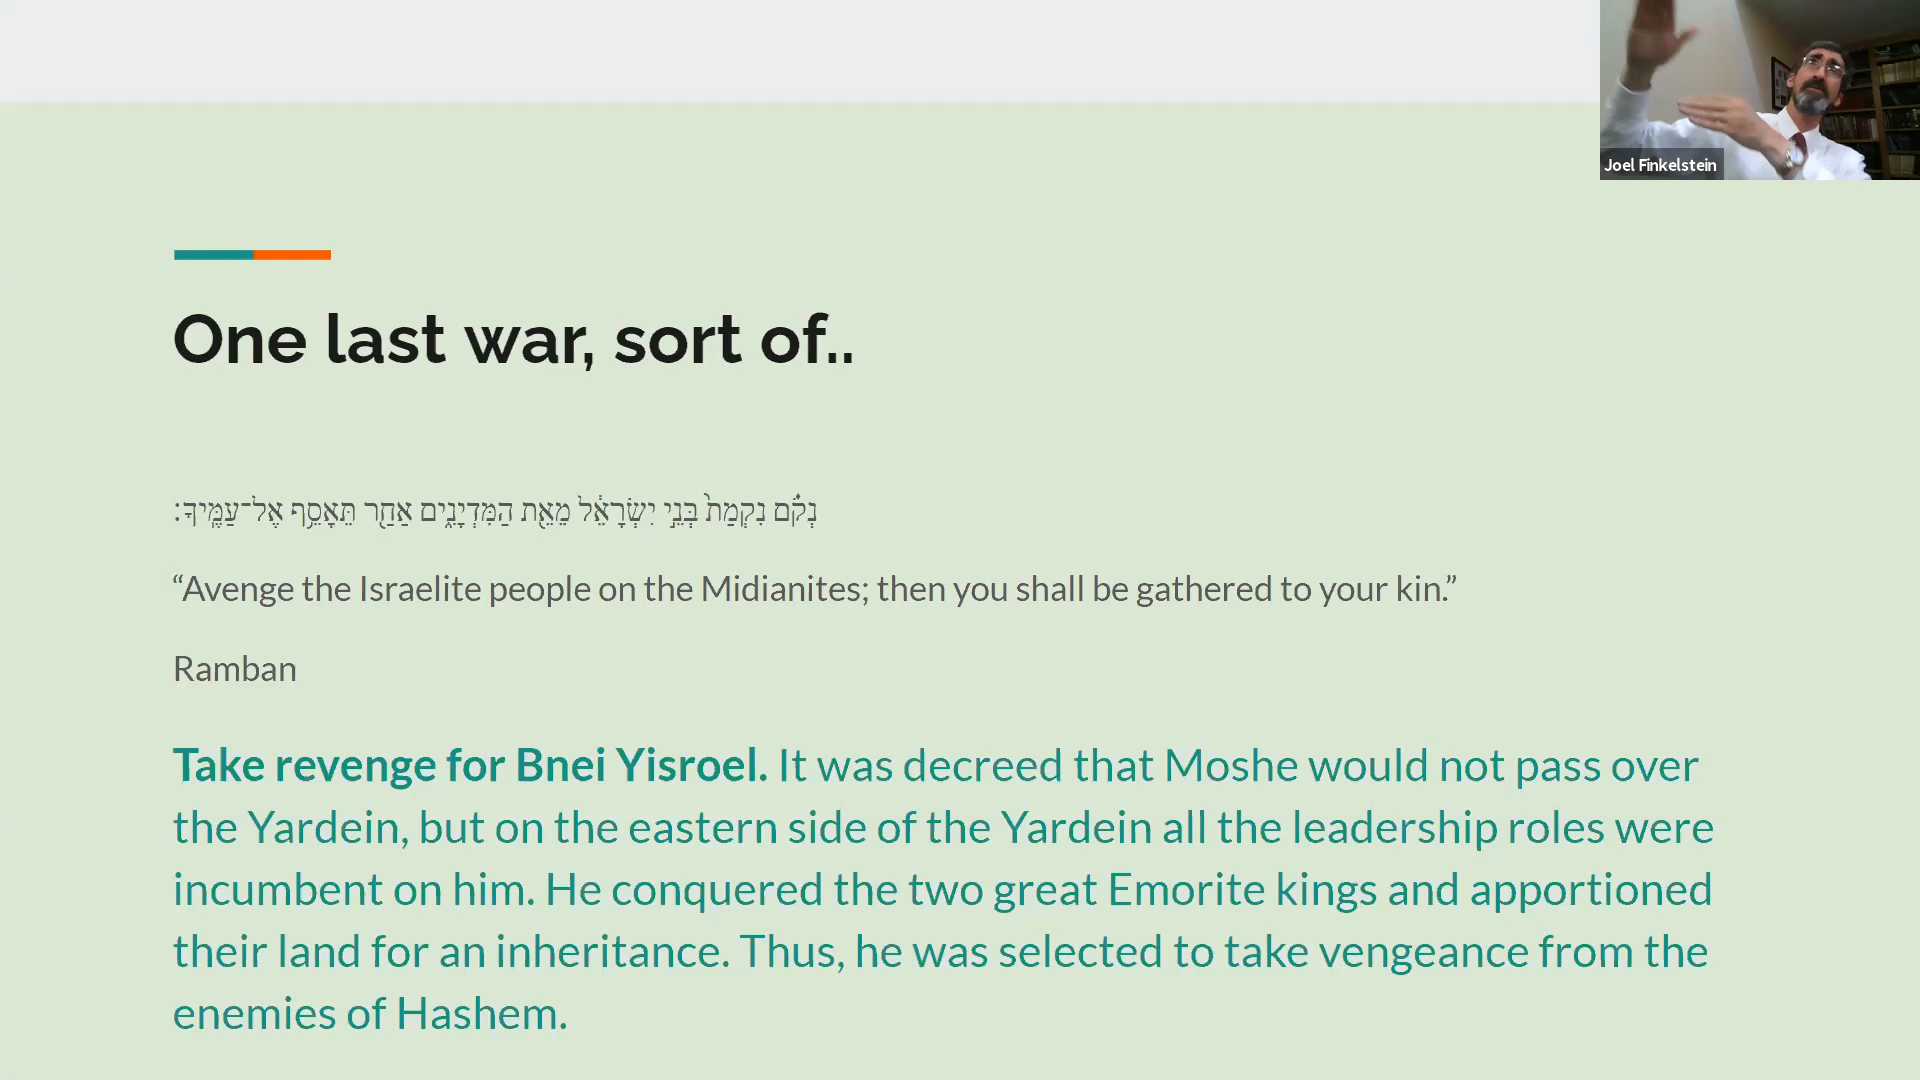 Joel Finkelstein
One last war, sort of..
נְקֹ֗ם נִקְמַת֙ בְּנֵ֣י יִשְׂרָאֵ֔ל מֵאֵ֖ת הַמִּדְיָנִ֑ים אַחַ֖ר תֵּאָסֵ֥ף אֶל־עַמֶּֽיךָ׃
“Avenge the Israelite people on the Midianites; then you shall be gathered to your kin.”
Ramban
Take revenge for Bnei Yisroel. It was decreed that Moshe would not pass over
the Yardein, but on the eastern side of the Yardein all the leadership roles were
incumbent on him. He conquered the two great Emorite kings and apportioned
their land for an inheritance. Thus, he was selected to take vengeance from the
enemies of Hashem.